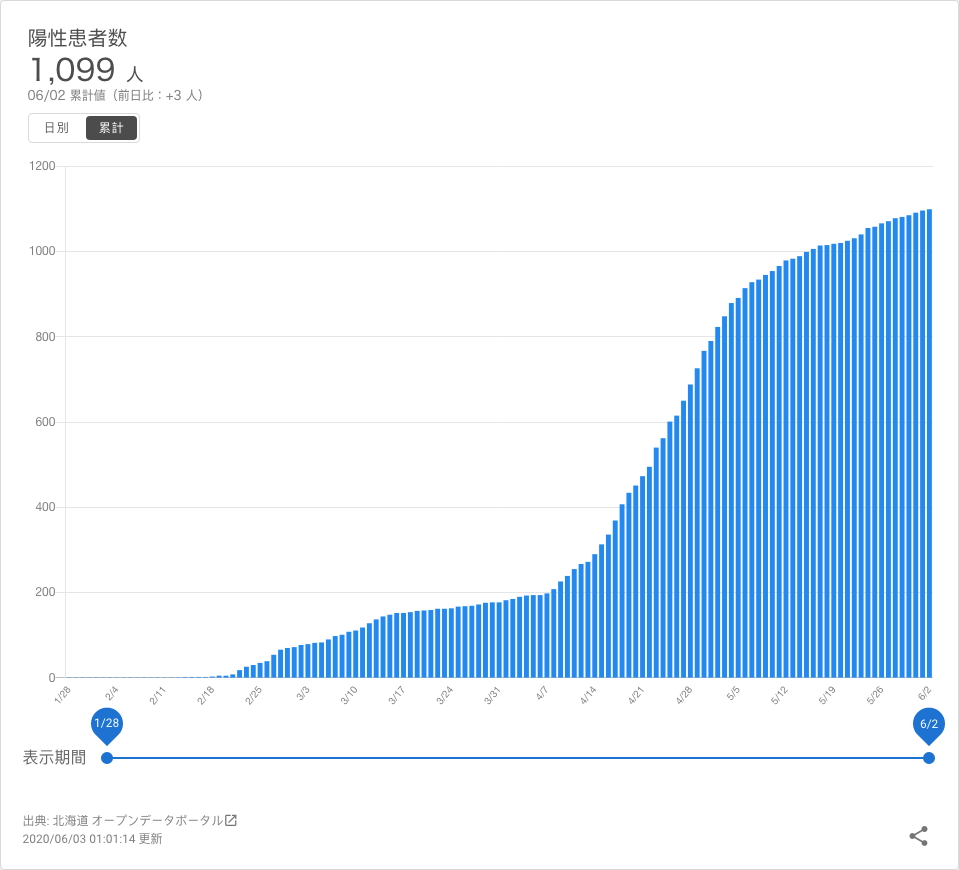 陽性患者数
1,099 人
06/02 累計値（前日比：+3 人）
日別 累計
1200
1000
800
600
400
200
0
1/28 2/4 2/11 2/18 2/25 3/3 3/10 3/17 3/24 3/31 4/7 4/14 4/21 4/28 5/5 5/12 5/19 5/26 6/2
1/28 6/2
表示期間
出典: 北海道 オープンデータポータル
2020/06/03 01:01:14 更新